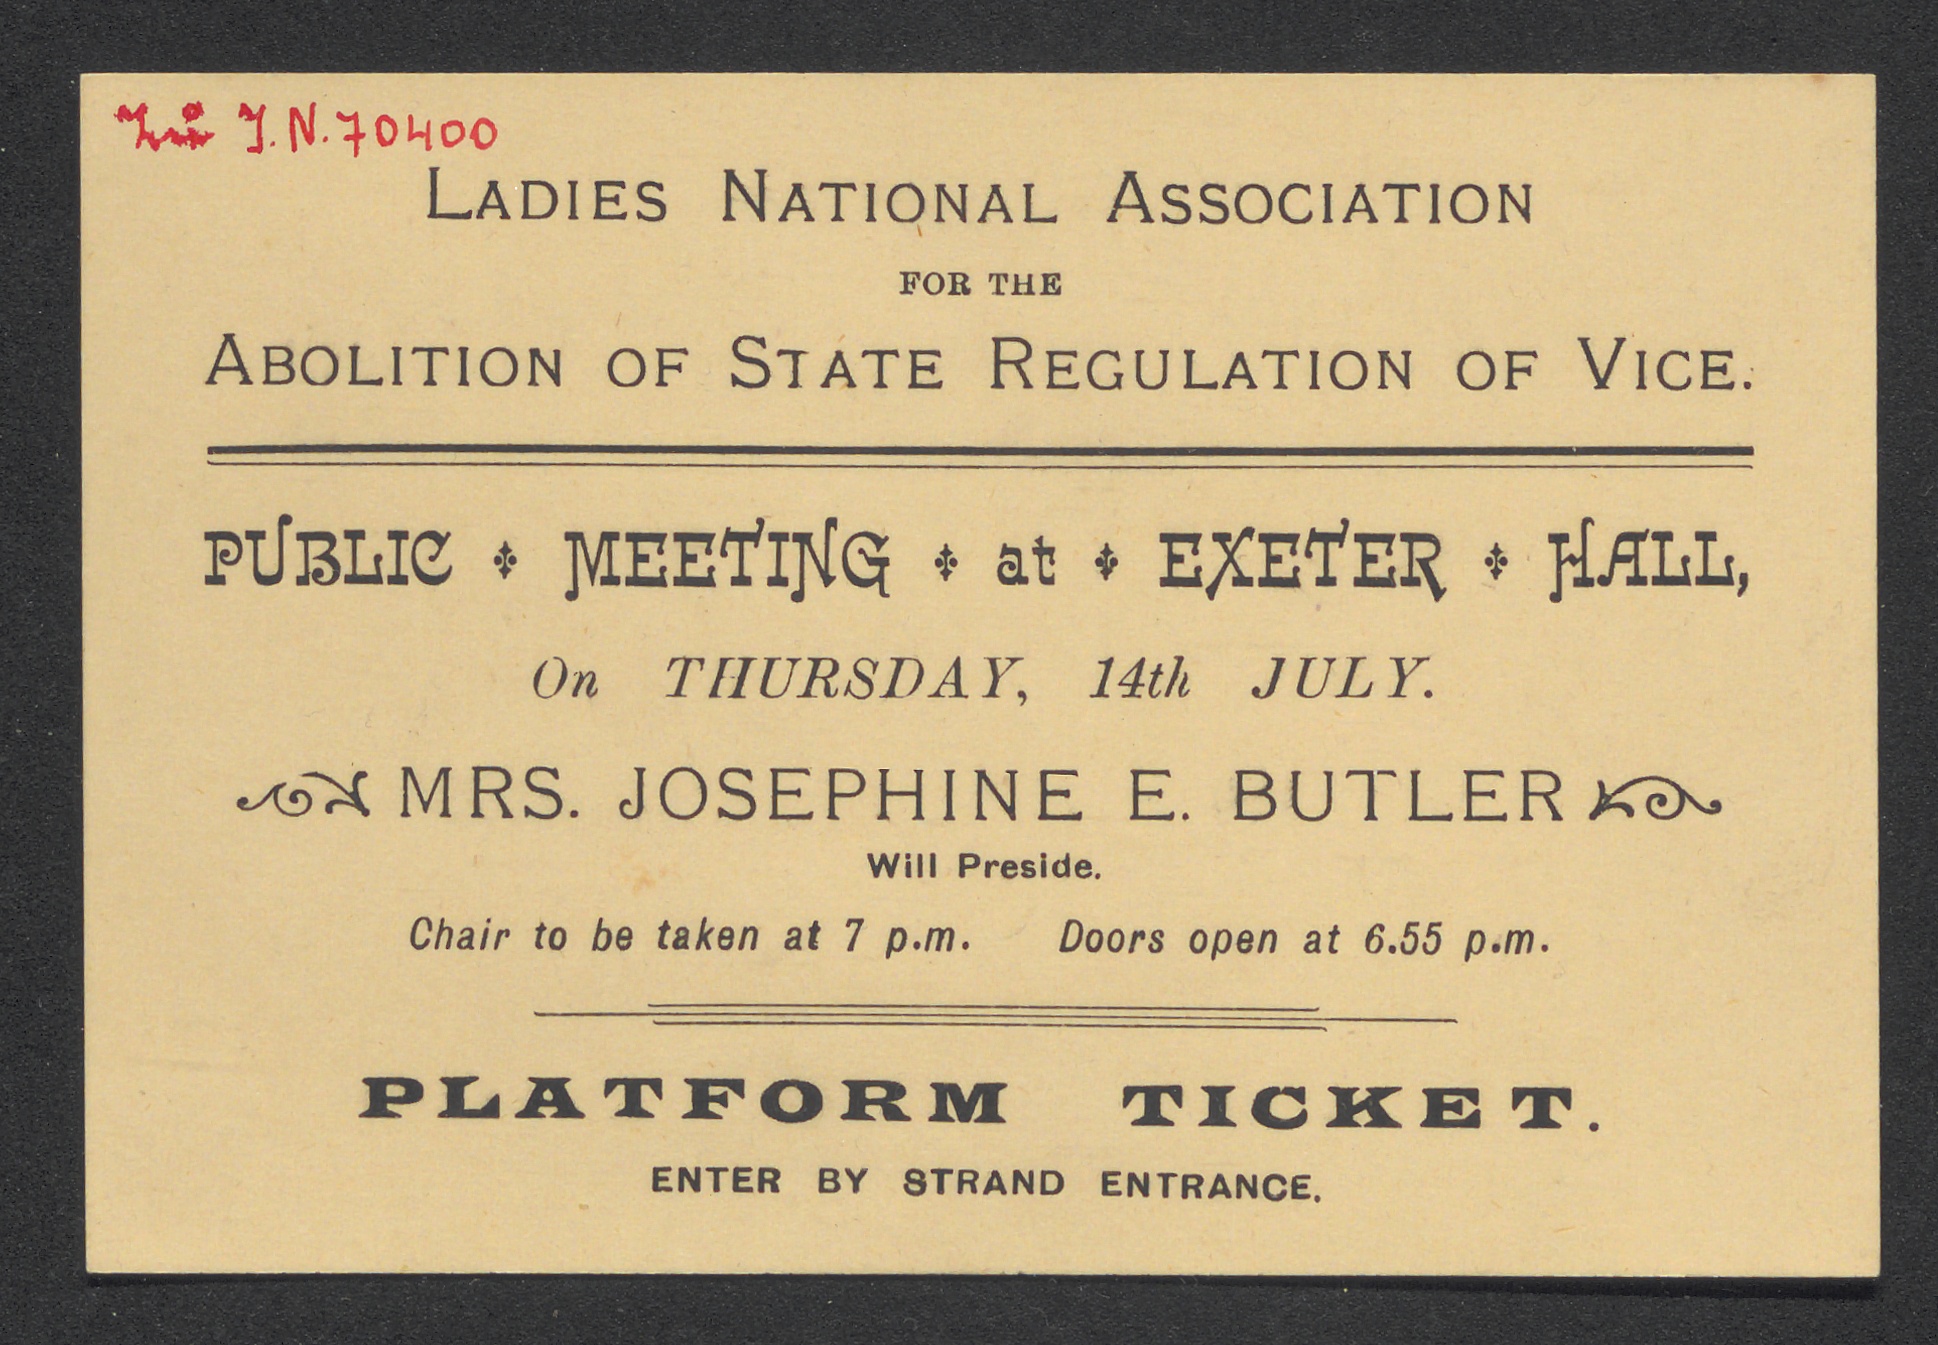 J.N. 70400
LADIES NATIONAL ASSOCIATION
FOR THE
ABOLITION OF STATE REGULATION OF VICE.
PUBLIC MEETING at EXETER HALL,
On THURSDAY, 14th JULY.
MRS. JOSEPHINE E. BUTLER
Will Preside.
Chair to be taken at 7 p.m. Doors open at 6.55 p.m.
PLATFORM TICKET.
ENTER BY STRAND ENTRANCE.